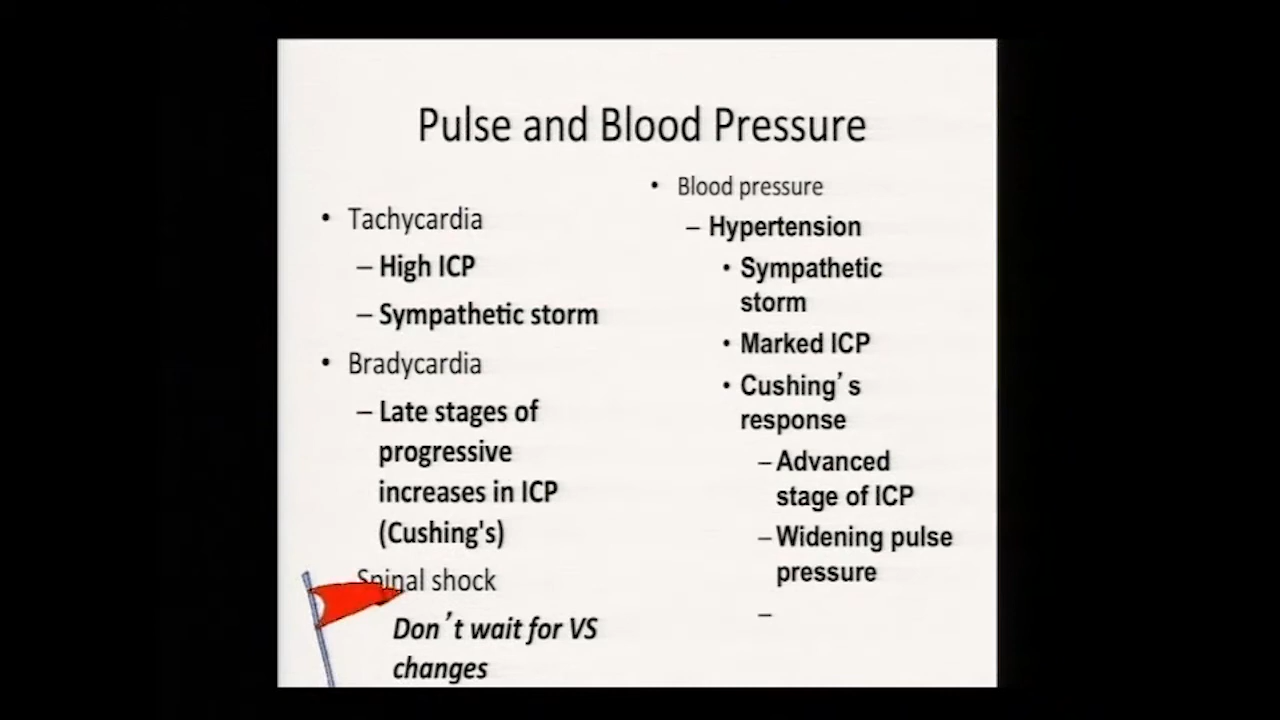 Pulse and Blood Pressure
• Tachycardia
– High ICP
– Sympathetic storm
• Bradycardia
– Late stages of
progressive
increases in ICP
(Cushing's)
Spinal shock
Don’t wait for VS
changes
• Blood pressure
– Hypertension
• Sympathetic
storm
• Marked ICP
• Cushing’s
response
– Advanced
stage of ICP
– Widening pulse
pressure
–